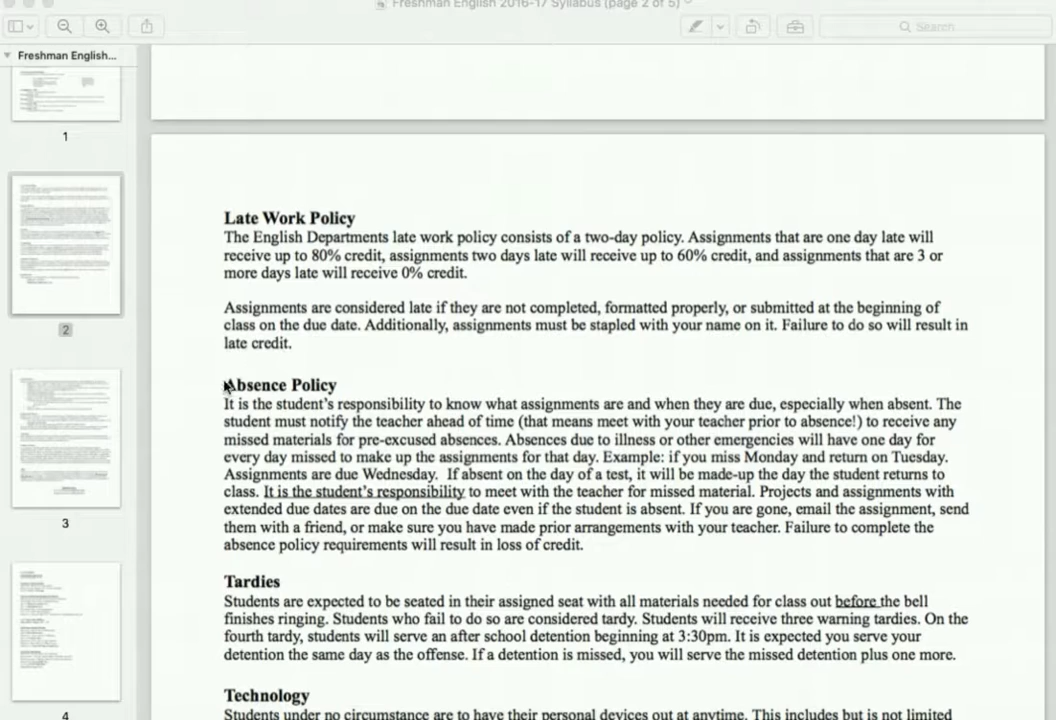 Freshman English 2016-17 Syllabus (page 2 of 5)
Search
Freshman English...
1
2
3
4
Late Work Policy
The English Departments late work policy consists of a two-day policy. Assignments that are one day late will
receive up to 80% credit, assignments two days late will receive up to 60% credit, and assignments that are 3 or
more days late will receive 0% credit.
Assignments are considered late if they are not completed, formatted properly, or submitted at the beginning of
class on the due date. Additionally, assignments must be stapled with your name on it. Failure to do so will result in
late credit.
Absence Policy
It is the student's responsibility to know what assignments are and when they are due, especially when absent. The
student must notify the teacher ahead of time (that means meet with your teacher prior to absence!) to receive any
missed materials for pre-excused absences. Absences due to illness or other emergencies will have one day for
every day missed to make up the assignments for that day. Example: if you miss Monday and return on Tuesday.
Assignments are due Wednesday. If absent on the day of a test, it will be made-up the day the student returns to
class. It is the student's responsibility to meet with the teacher for missed material. Projects and assignments with
extended due dates are due on the due date even if the student is absent. If you are gone, email the assignment, send
them with a friend, or make sure you have made prior arrangements with your teacher. Failure to complete the
absence policy requirements will result in loss of credit.
Tardies
Students are expected to be seated in their assigned seat with all materials needed for class out before the bell
finishes ringing. Students who fail to do so are considered tardy. Students will receive three warning tardies. On the
fourth tardy, students will serve an after school detention beginning at 3:30pm. It is expected you serve your
detention the same day as the offense. If a detention is missed, you will serve the missed detention plus one more.
Technology
Students under no circumstance are to have their personal devices out at anytime. This includes but is not limited